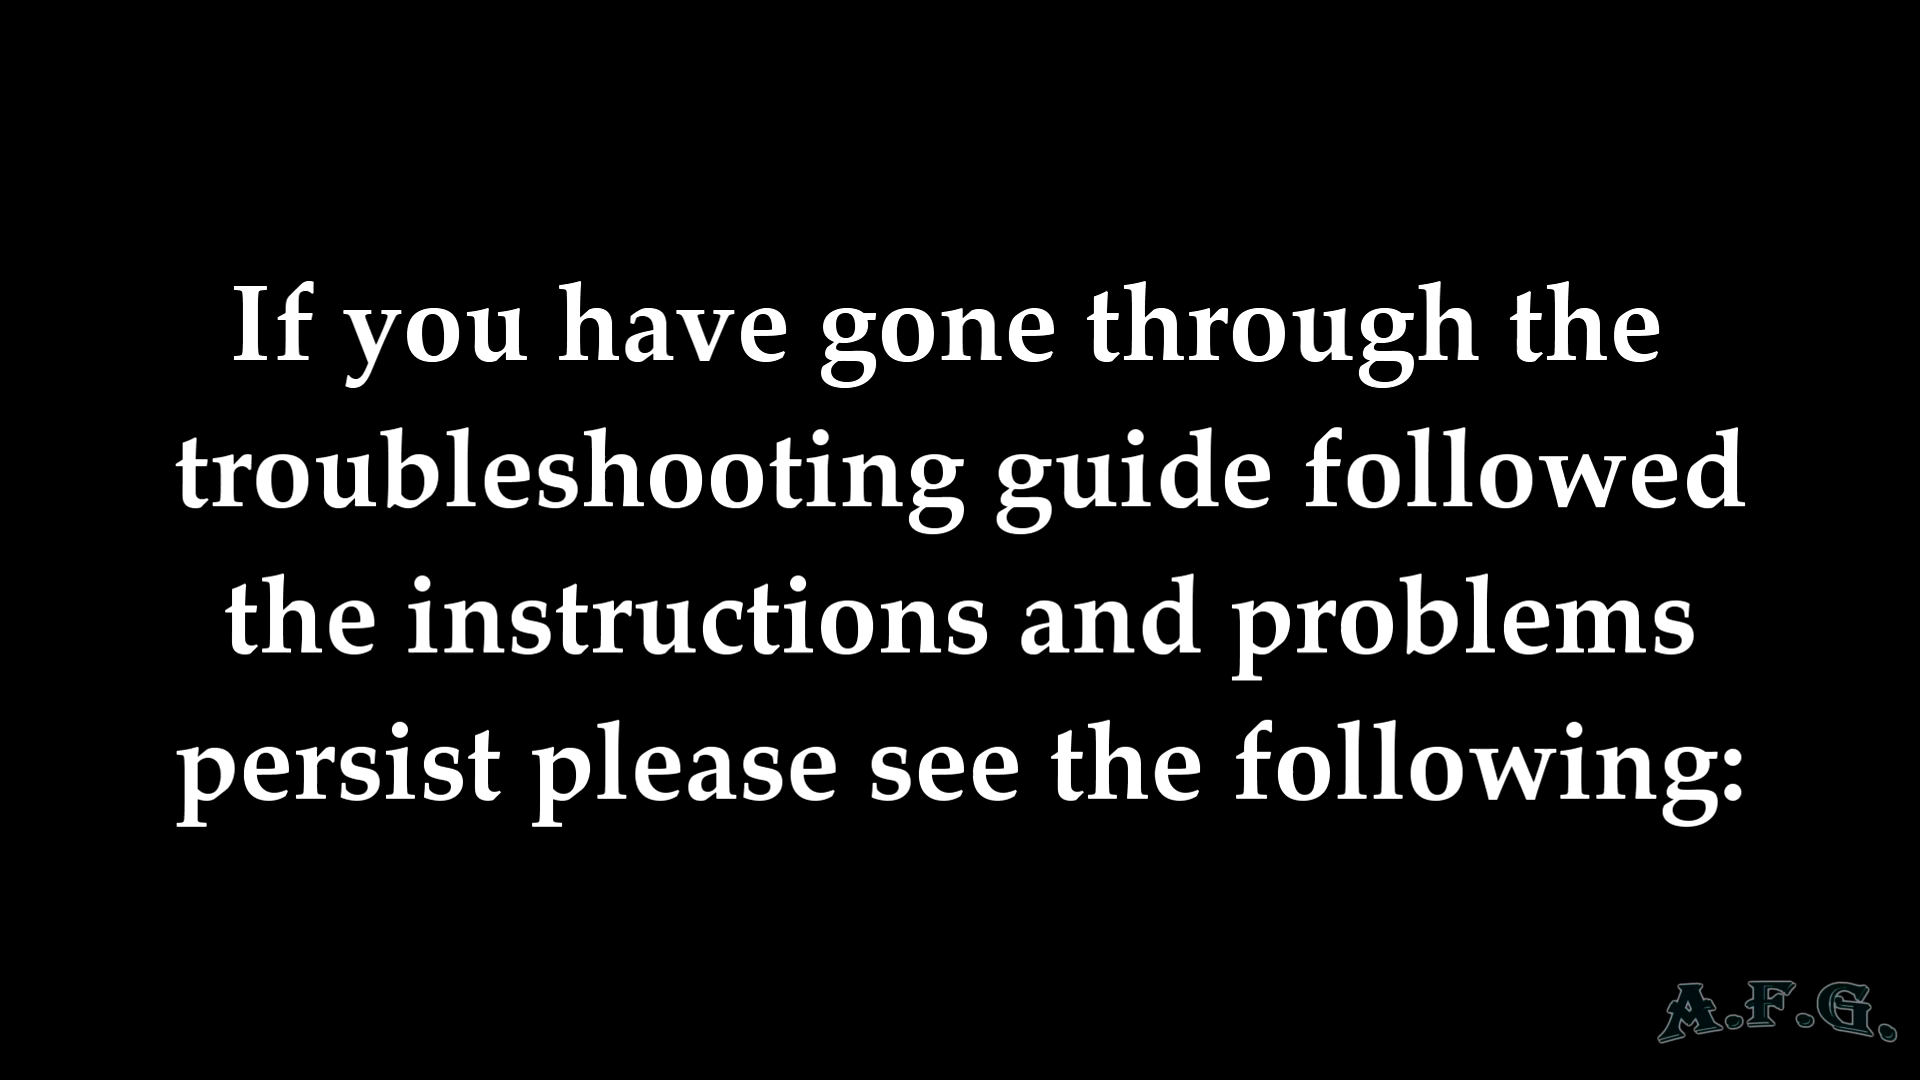 If you have gone through the
troubleshooting guide followed
the instructions and problems
persist please see the following:
A.F.G.